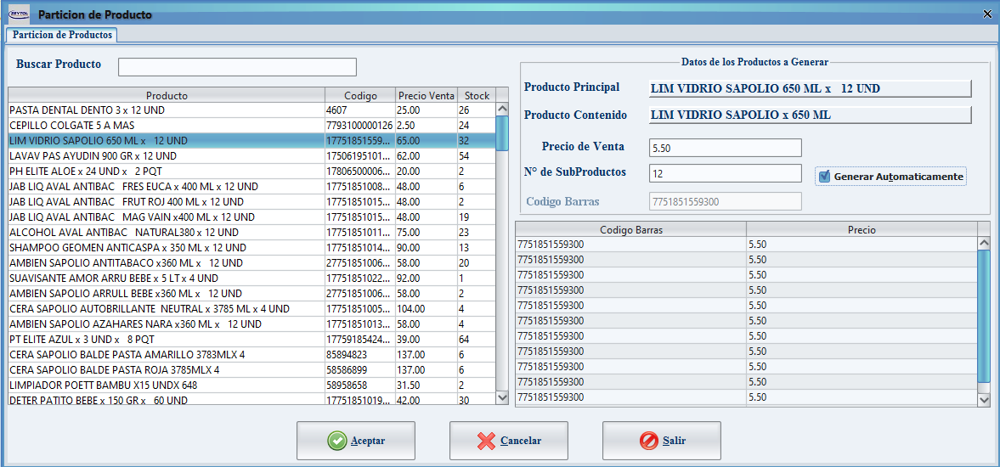 ZEYTOL Particion de Producto
Particion de Productos
Buscar Producto
Producto Codigo Precio Venta Stock
PASTA DENTAL DENTO 3 x 12 UND 4607 25.00 26
CEPILLO COLGATE 5 A MAS 7793100000126 2.50 24
LIM VIDRIO SAPOLIO 650 ML x 12 UND 17751851559... 65.00 32
LAVAV PAS AYUDIN 900 GR x 12 UND 17506195101... 62.00 54
PH ELITE ALOE x 24 UND x 2 PQT 17806500006... 20.00 2
JAB LIQ AVAL ANTIBAC FRES EUCA x 400 ML x 12 UND 17751851008... 48.00 6
JAB LIQ AVAL ANTIBAC FRUT ROJ 400 ML x 12 UND 17751851015... 48.00 2
JAB LIQ AVAL ANTIBAC MAG VAIN x400 ML x 12 UND 17751851015... 48.00 19
ALCOHOL AVAL ANTIBAC NATURAL380 x 12 UND 17751851011... 75.00 23
SHAMPOO GEOMEN ANTICASPA x 350 ML x 12 UND 17751851014... 90.00 13
AMBIEN SAPOLIO ANTITABACO x360 ML x 12 UND 27751851006... 58.00 20
SUAVISANTE AMOR ARRU BEBE x 5 LT x 4 UND 17751851022... 92.00 1
AMBIEN SAPOLIO ARRULL BEBE x360 ML x 12 UND 27751851006... 58.00 2
CERA SAPOLIO AUTOBRILLANTE NEUTRAL x 3785 ML x 4 UND 17751851005... 104.00 4
AMBIEN SAPOLIO AZAHARES NARA x360 ML x 12 UND 17751851013... 58.00 4
PT ELITE AZUL x 3 UND x 8 PQT 17759185424... 39.00 64
CERA SAPOLIO BALDE PASTA AMARILLO 3783MLX 4 85894823 137.00 6
CERA SAPOLIO BALDE PASTA ROJA 3785MLX 4 58586899 137.00 6
LIMPIADOR POETT BAMBU X15 UNDX 648 58958658 31.50 2
DETER PATITO BEBE x 150 GR x 60 UND 17751851019... 42.00 30
Datos de los Productos a Generar
Producto Principal LIM VIDRIO SAPOLIO 650 ML x 12 UND
Producto Contenido LIM VIDRIO SAPOLIO x 650 ML
Precio de Venta 5.50
N° de SubProductos 12 Generar Automaticamente
Codigo Barras 7751851559300
Codigo Barras Precio
7751851559300 5.50
7751851559300 5.50
7751851559300 5.50
7751851559300 5.50
7751851559300 5.50
7751851559300 5.50
7751851559300 5.50
7751851559300 5.50
7751851559300 5.50
7751851559300 5.50
7751851559300 5.50
Aceptar Cancelar Salir